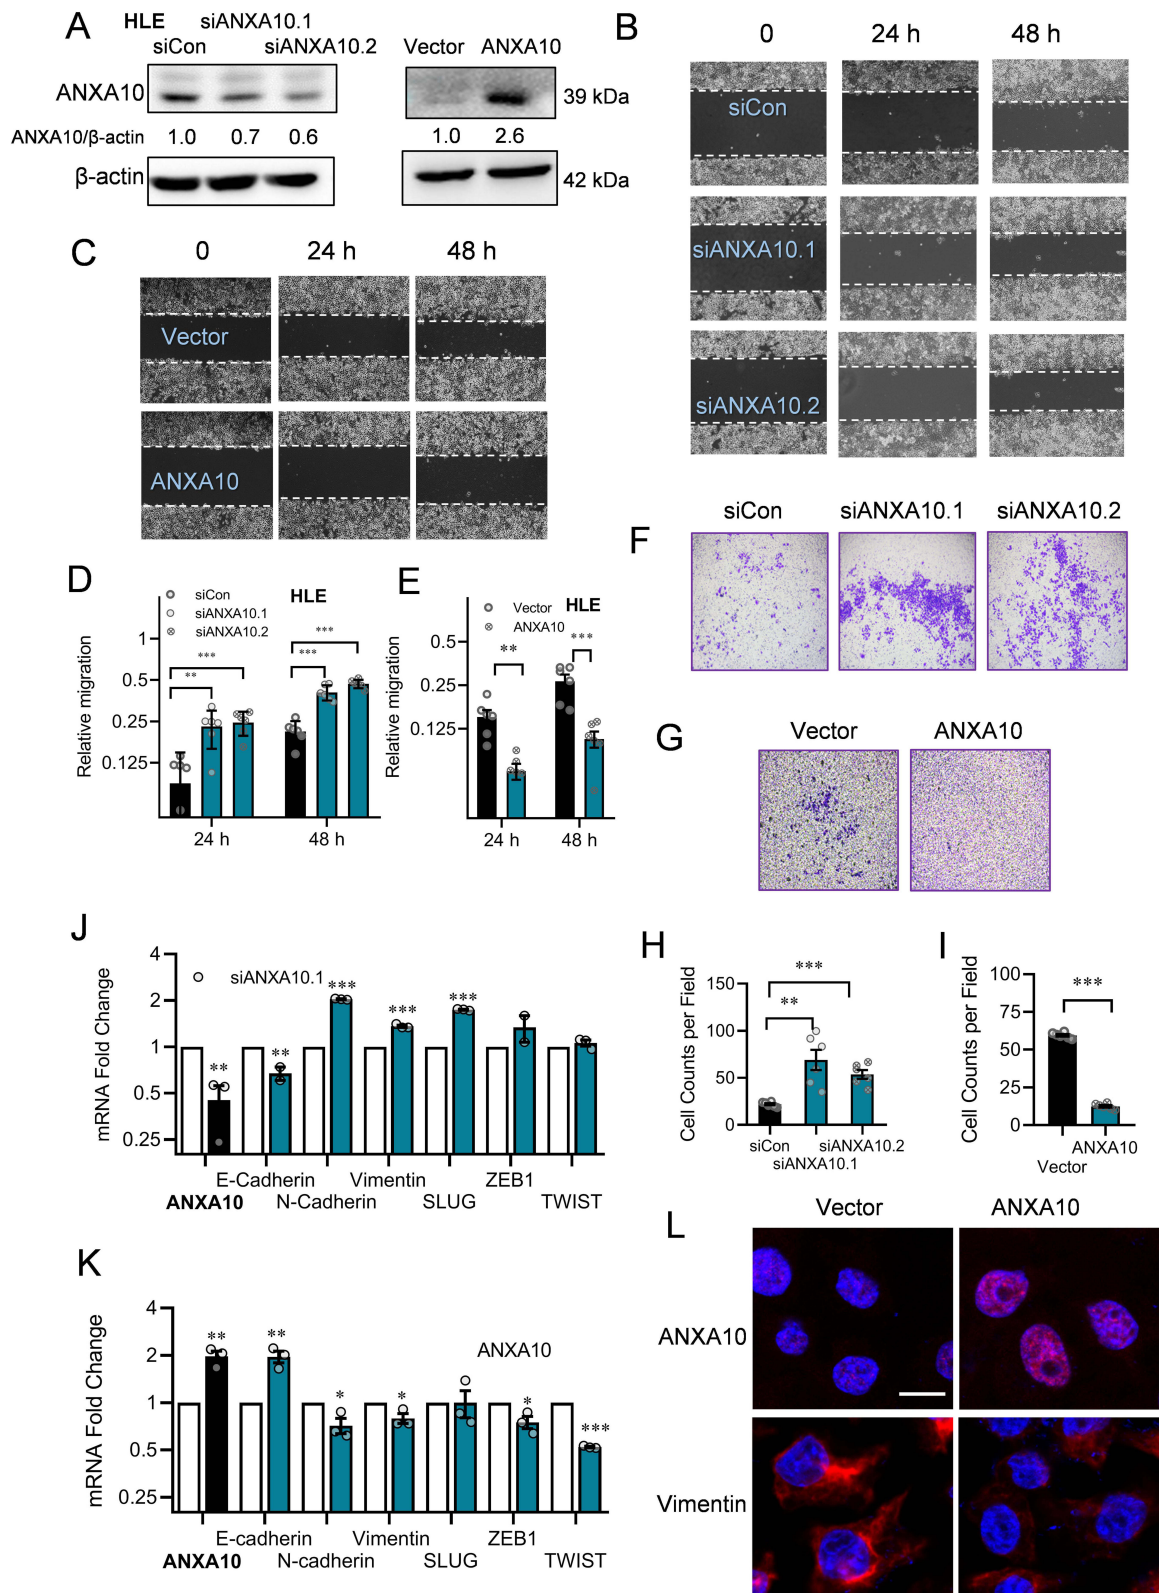 A
HLE siANXA10.1
siCon siANXA10.2
Vector ANXA10
ANXA10
39 kDa
ANXA10/β-actin 1.0 0.7 0.6 1.0 2.6
β-actin
42 kDa
B
0 24 h 48 h
siCon
siANXA10.1
siANXA10.2
C
0 24 h 48 h
Vector
ANXA10
D
siCon
siANXA10.1
siANXA10.2
HLE
Relative migration
1
0.5
0.25
0.125
** *** *** ***
24 h 48 h
E
Vector
ANXA10
HLE
Relative migration
0.5
0.25
0.125
** ***
24 h 48 h
F
siCon siANXA10.1 siANXA10.2
G
Vector ANXA10
H
Cell Counts per Field
150
100
50
0
** ***
siCon siANXA10.2
siANXA10.1
I
Cell Counts per Field
100
75
50
25
0
***
ANXA10
Vector
J
siANXA10.1
mRNA Fold Change
4
2
1
0.5
0.25
** ** *** *** ***
E-Cadherin Vimentin ZEB1
ANXA10 N-Cadherin SLUG TWIST
K
ANXA10
mRNA Fold Change
4
2
1
0.5
0.25
** ** * * * ***
E-cadherin Vimentin ZEB1
ANXA10 N-cadherin SLUG TWIST
L
Vector ANXA10
ANXA10
Vimentin